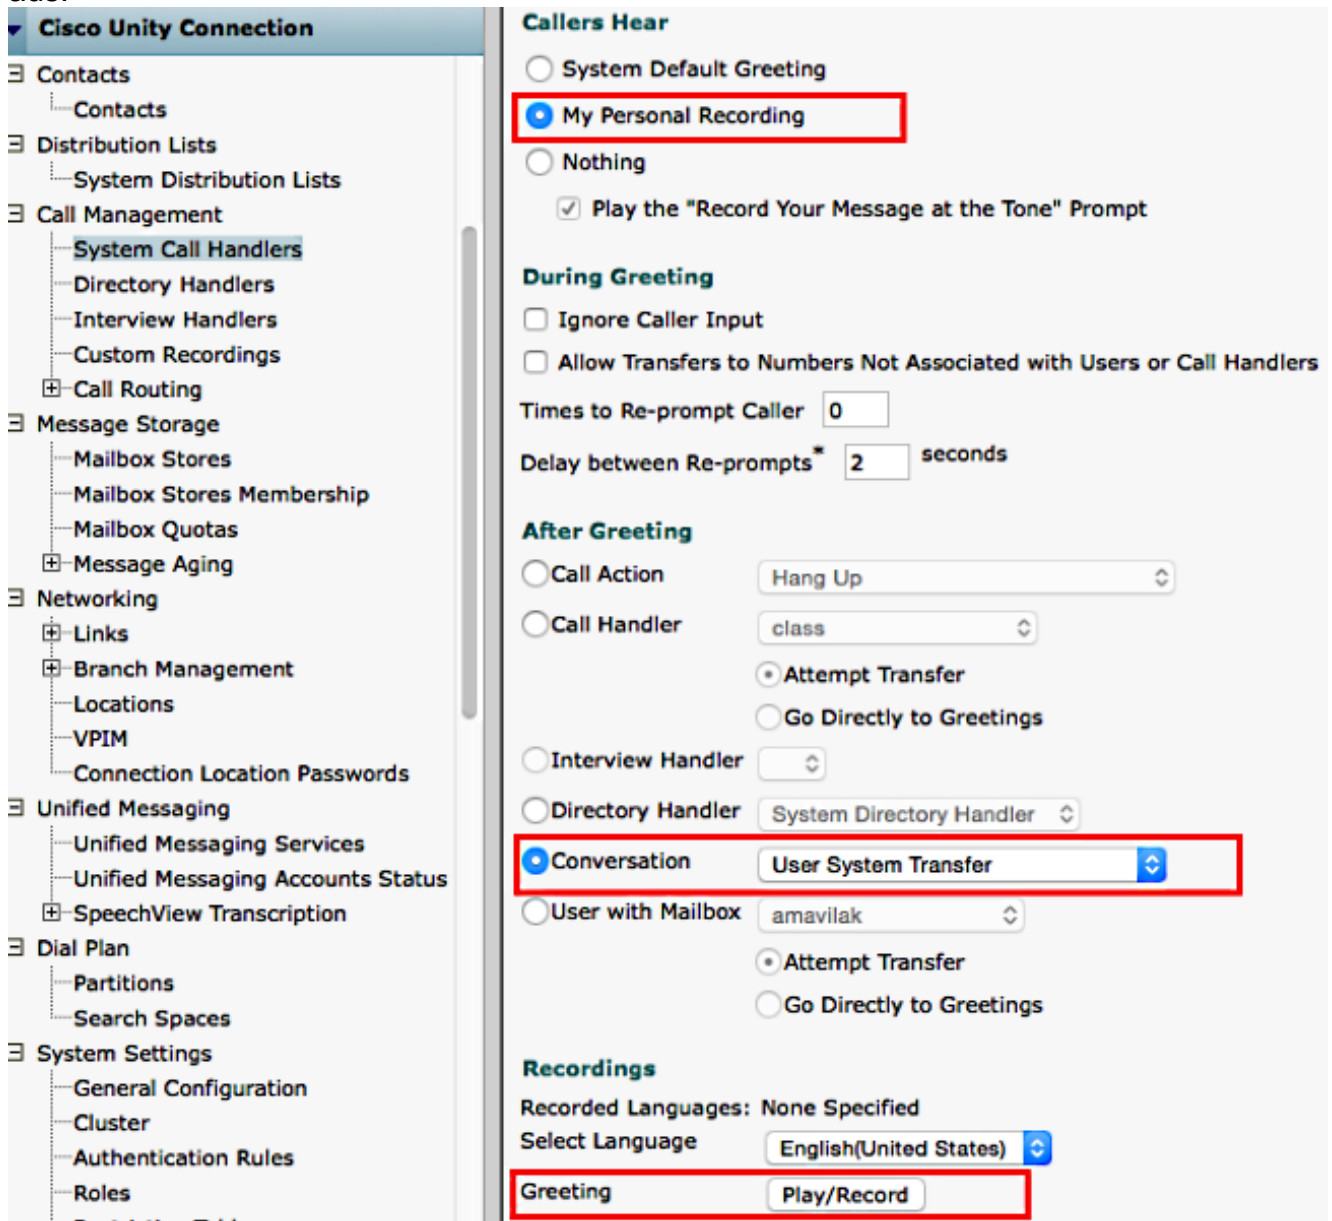 Cisco Unity Connection
Contacts
Contacts
Distribution Lists
System Distribution Lists
Call Management
System Call Handlers
Directory Handlers
Interview Handlers
Custom Recordings
Call Routing
Message Storage
Mailbox Stores
Mailbox Stores Membership
Mailbox Quotas
Message Aging
Networking
Links
Branch Management
Locations
VPIM
Connection Location Passwords
Unified Messaging
Unified Messaging Services
Unified Messaging Accounts Status
SpeechView Transcription
Dial Plan
Partitions
Search Spaces
System Settings
General Configuration
Cluster
Authentication Rules
Roles
Callers Hear
System Default Greeting
My Personal Recording
Nothing
Play the "Record Your Message at the Tone" Prompt
During Greeting
Ignore Caller Input
Allow Transfers to Numbers Not Associated with Users or Call Handlers
Times to Re-prompt Caller 0
Delay between Re-prompts* 2 seconds
After Greeting
Call Action Hang Up
Call Handler class
Attempt Transfer
Go Directly to Greetings
Interview Handler
Directory Handler System Directory Handler
Conversation User System Transfer
User with Mailbox amavilak
Attempt Transfer
Go Directly to Greetings
Recordings
Recorded Languages: None Specified
Select Language English(United States)
Greeting Play/Record